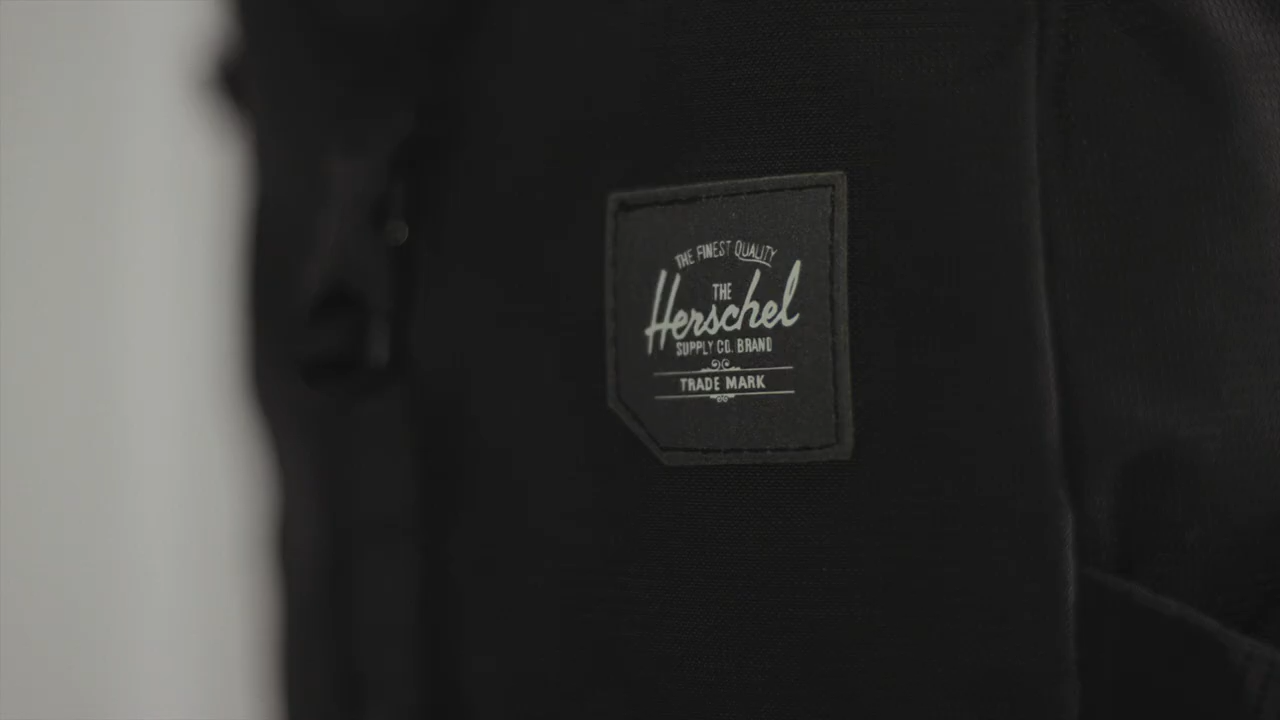 THE FINEST QUALITY
THE
Herschel
SUPPLY CO. BRAND
TRADE MARK